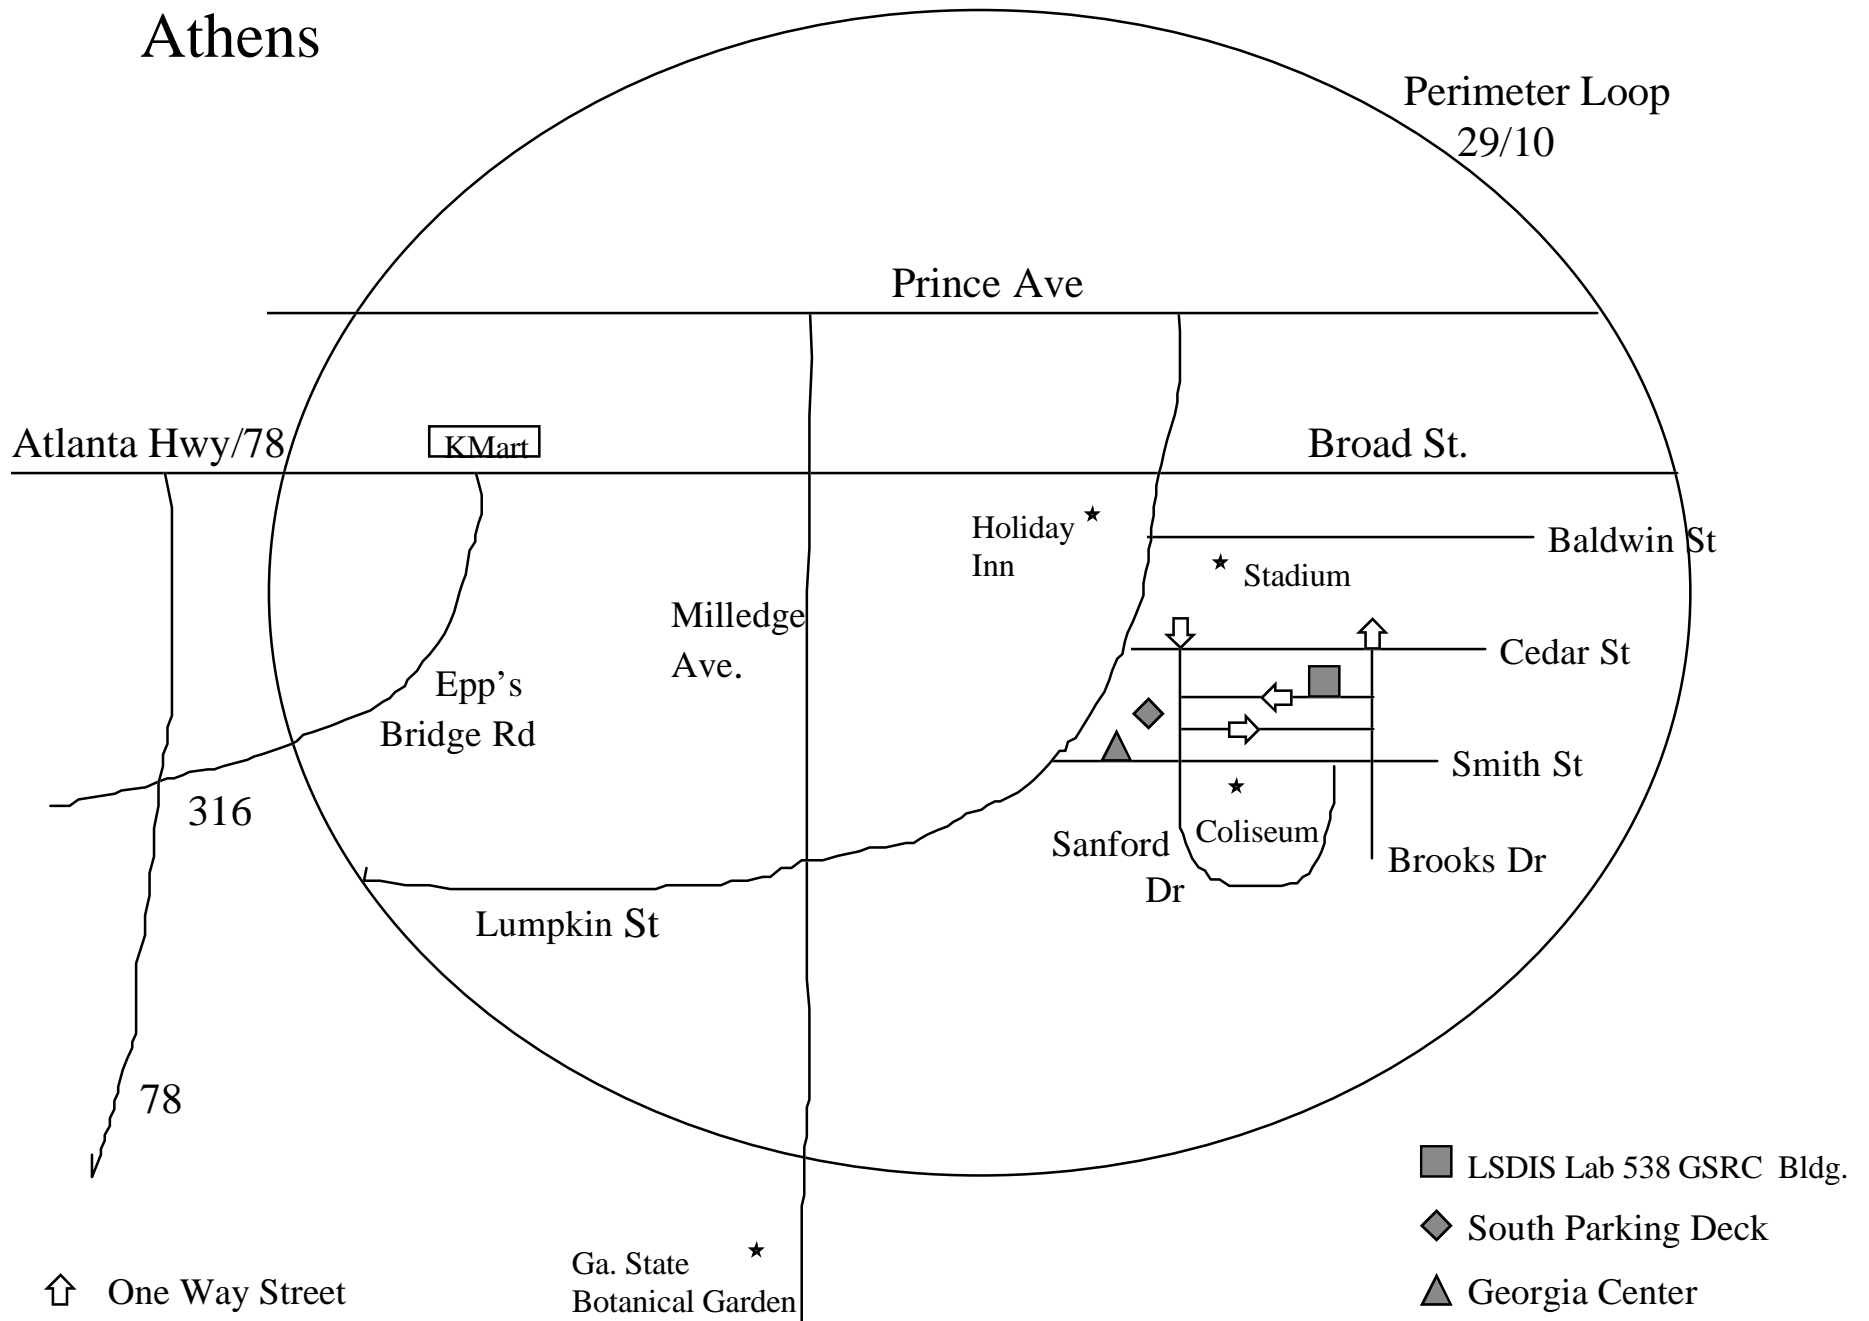 Athens
Perimeter Loop
29/10
Prince Ave
Atlanta Hwy/78
KMart
Broad St.
Holiday
Inn
Baldwin St
Stadium
Milledge
Ave.
Cedar St
Epp's
Bridge Rd
Smith St
316
Sanford
Dr
Coliseum
Brooks Dr
Lumpkin St
78
LSDIS Lab 538 GSRC Bldg.
South Parking Deck
Ga. State
Botanical Garden
One Way Street
Georgia Center